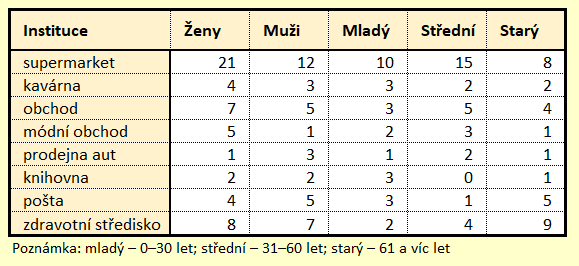 Instituce Ženy Muži Mladý Střední Starý
supermarket 21 12 10 15 8
kavárna 4 3 3 2 2
obchod 7 5 3 5 4
módní obchod 5 1 2 3 1
prodejna aut 1 3 1 2 1
knihovna 2 2 3 0 1
pošta 4 5 3 1 5
zdravotní středisko 8 7 2 4 9
Poznámka: mladý – 0–30 let; střední – 31–60 let; starý – 61 a víc let